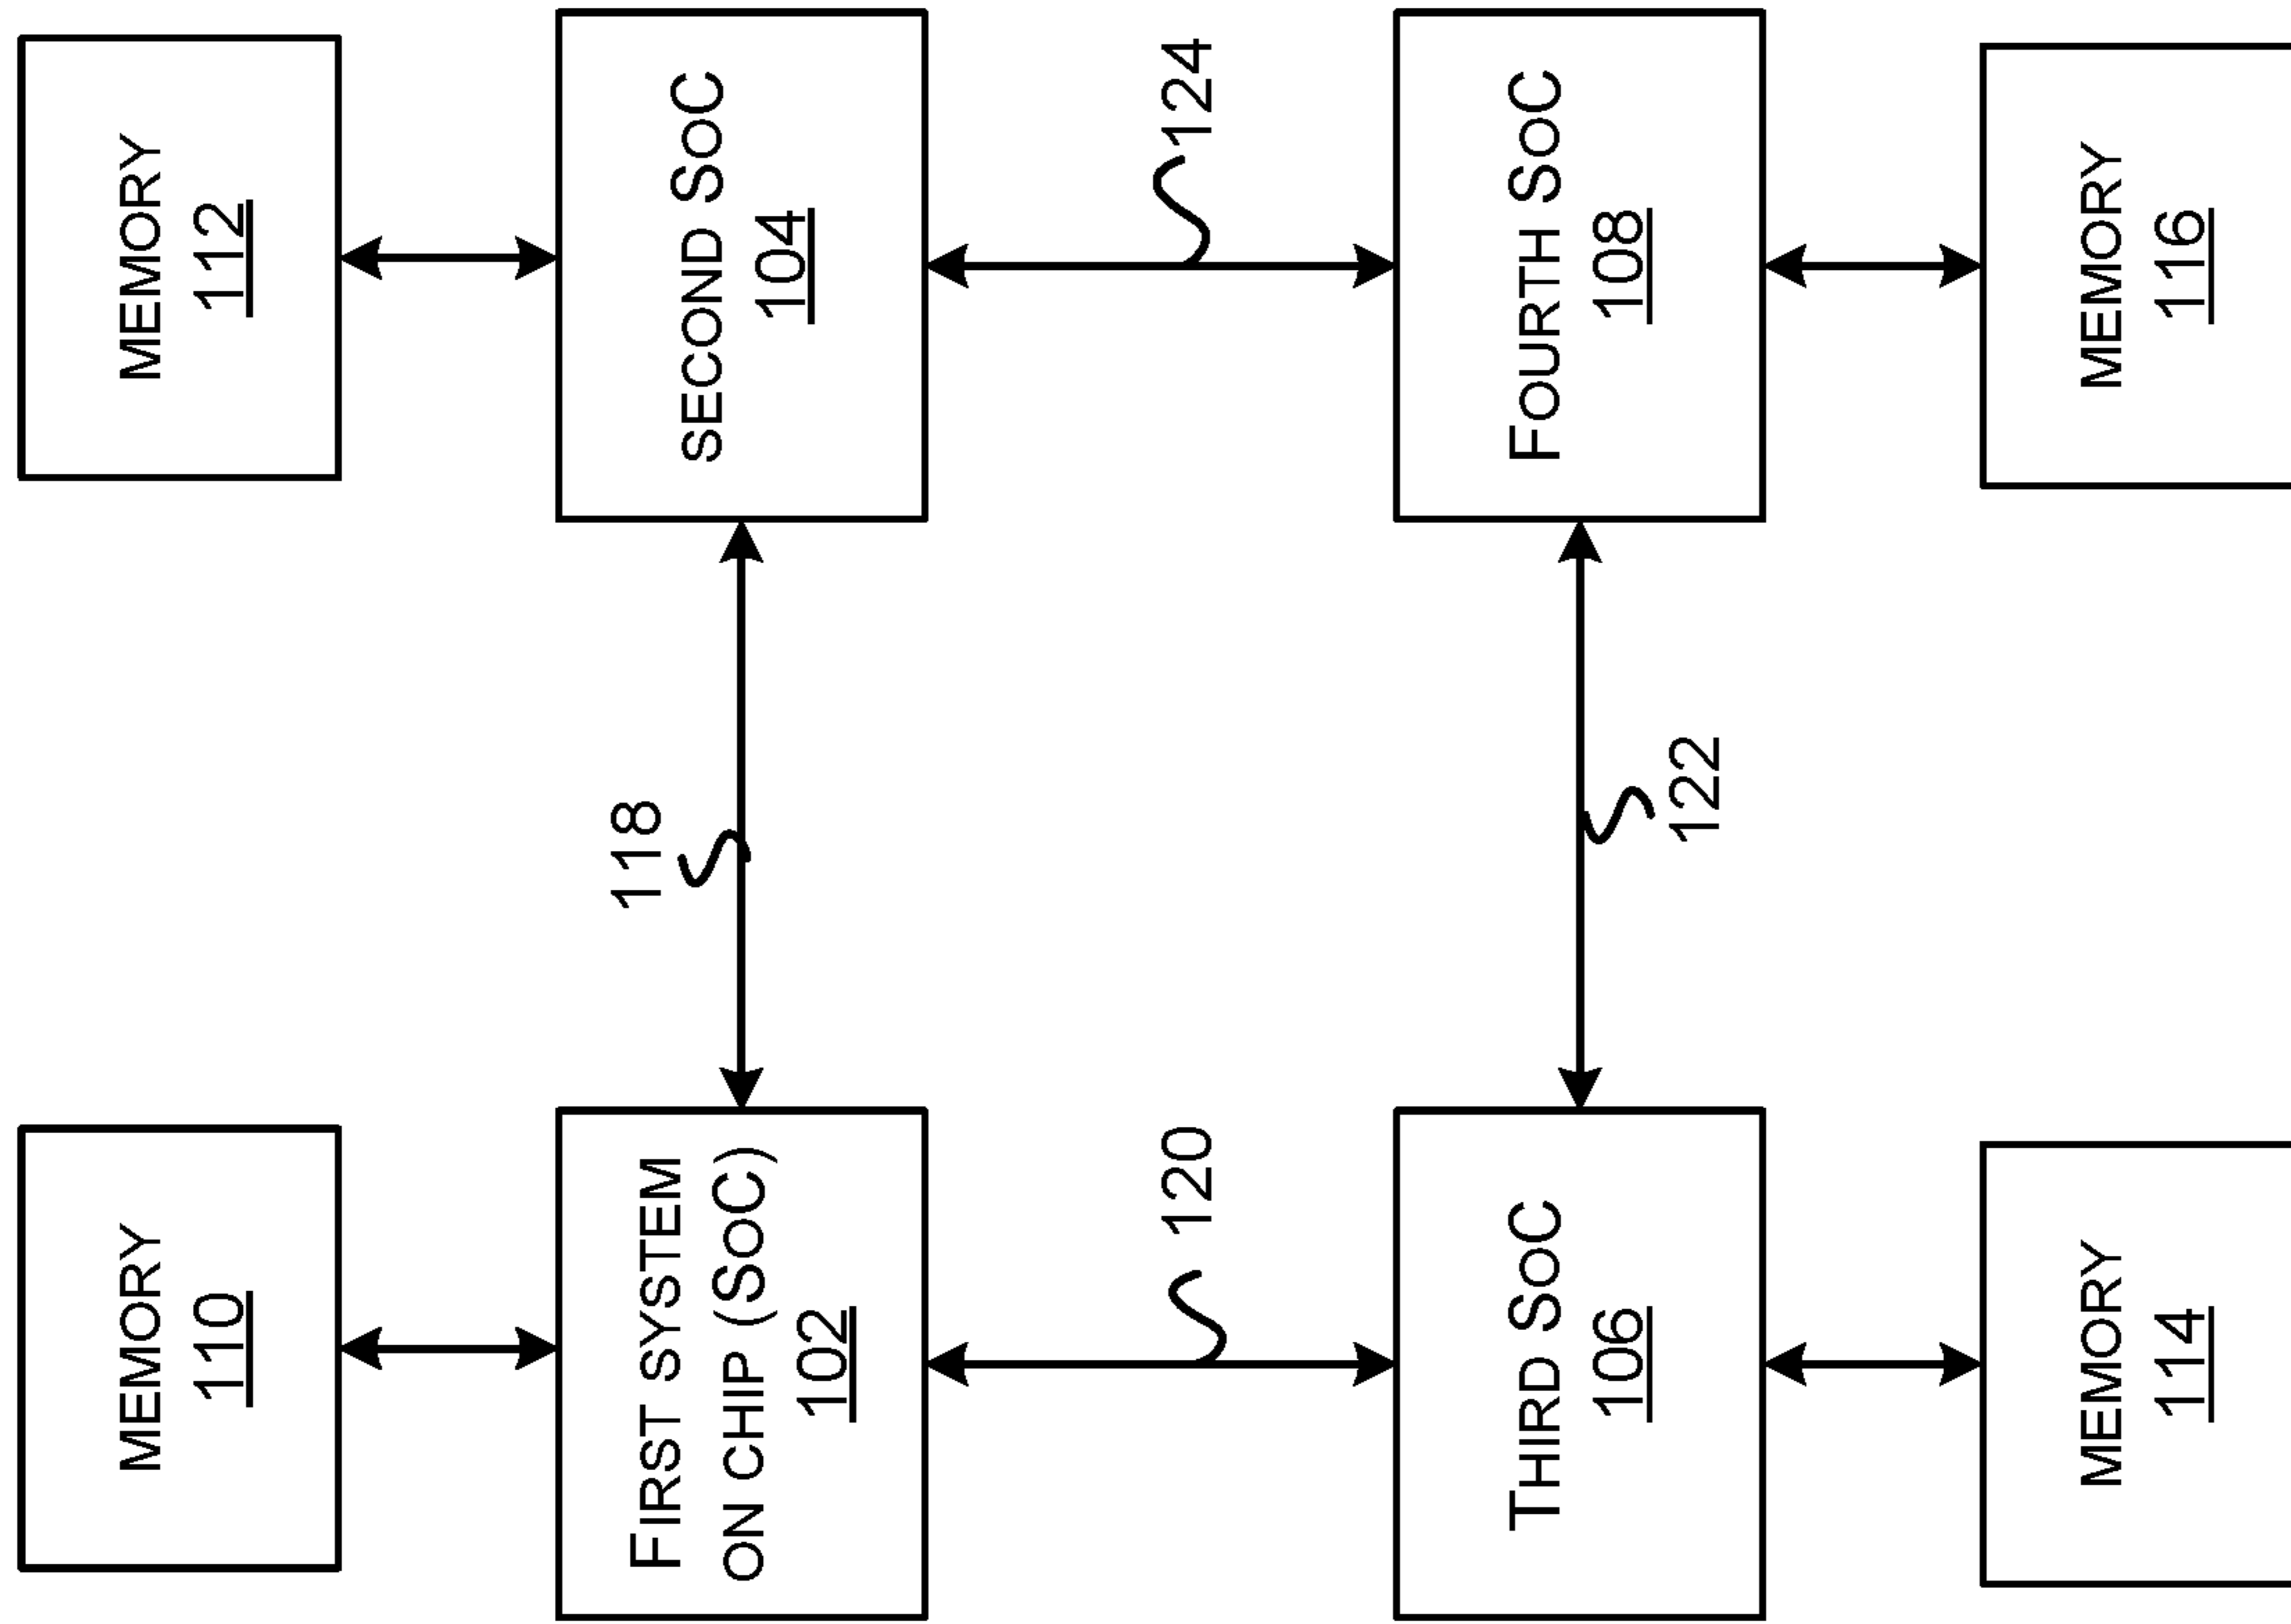 MEMORY
110
MEMORY
112
118
FIRST SYSTEM
ON CHIP (SoC)
102
SECOND SoC
104
120
124
THIRD SoC
106
FOURTH SoC
108
122
MEMORY
114
MEMORY
116